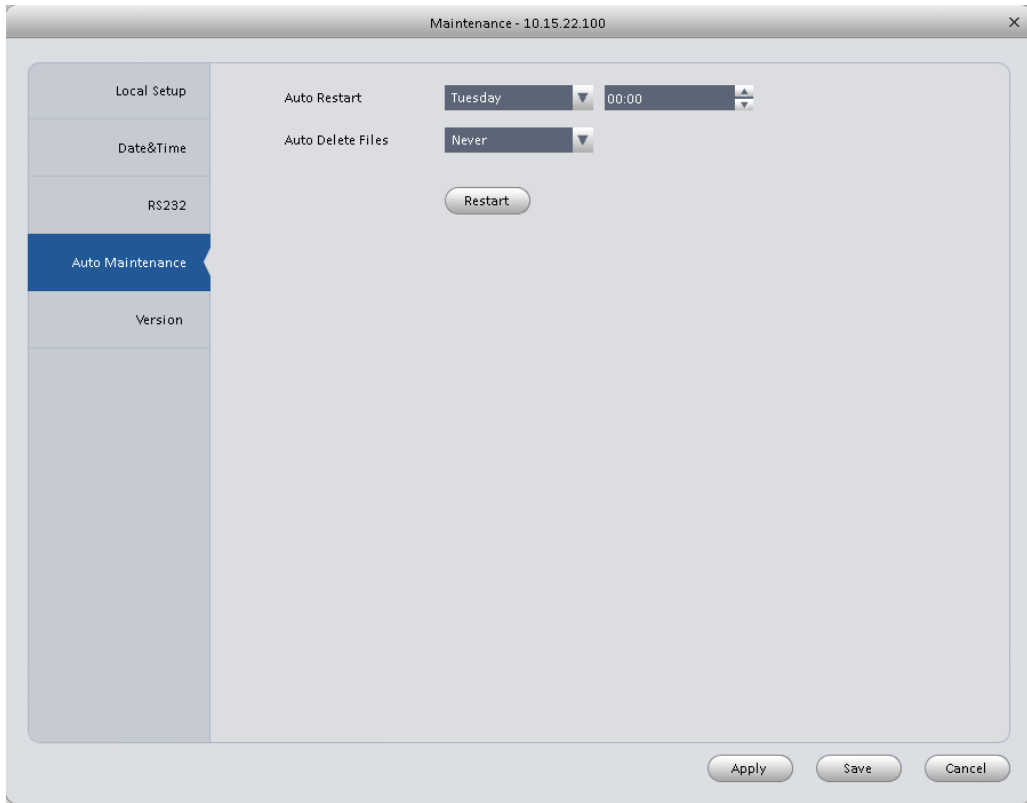 Maintenance - 10.15.22.100
Local Setup
Date&Time
RS232
Auto Maintenance
Version
Auto Restart Tuesday 00:00
Auto Delete Files Never
Restart
Apply Save Cancel